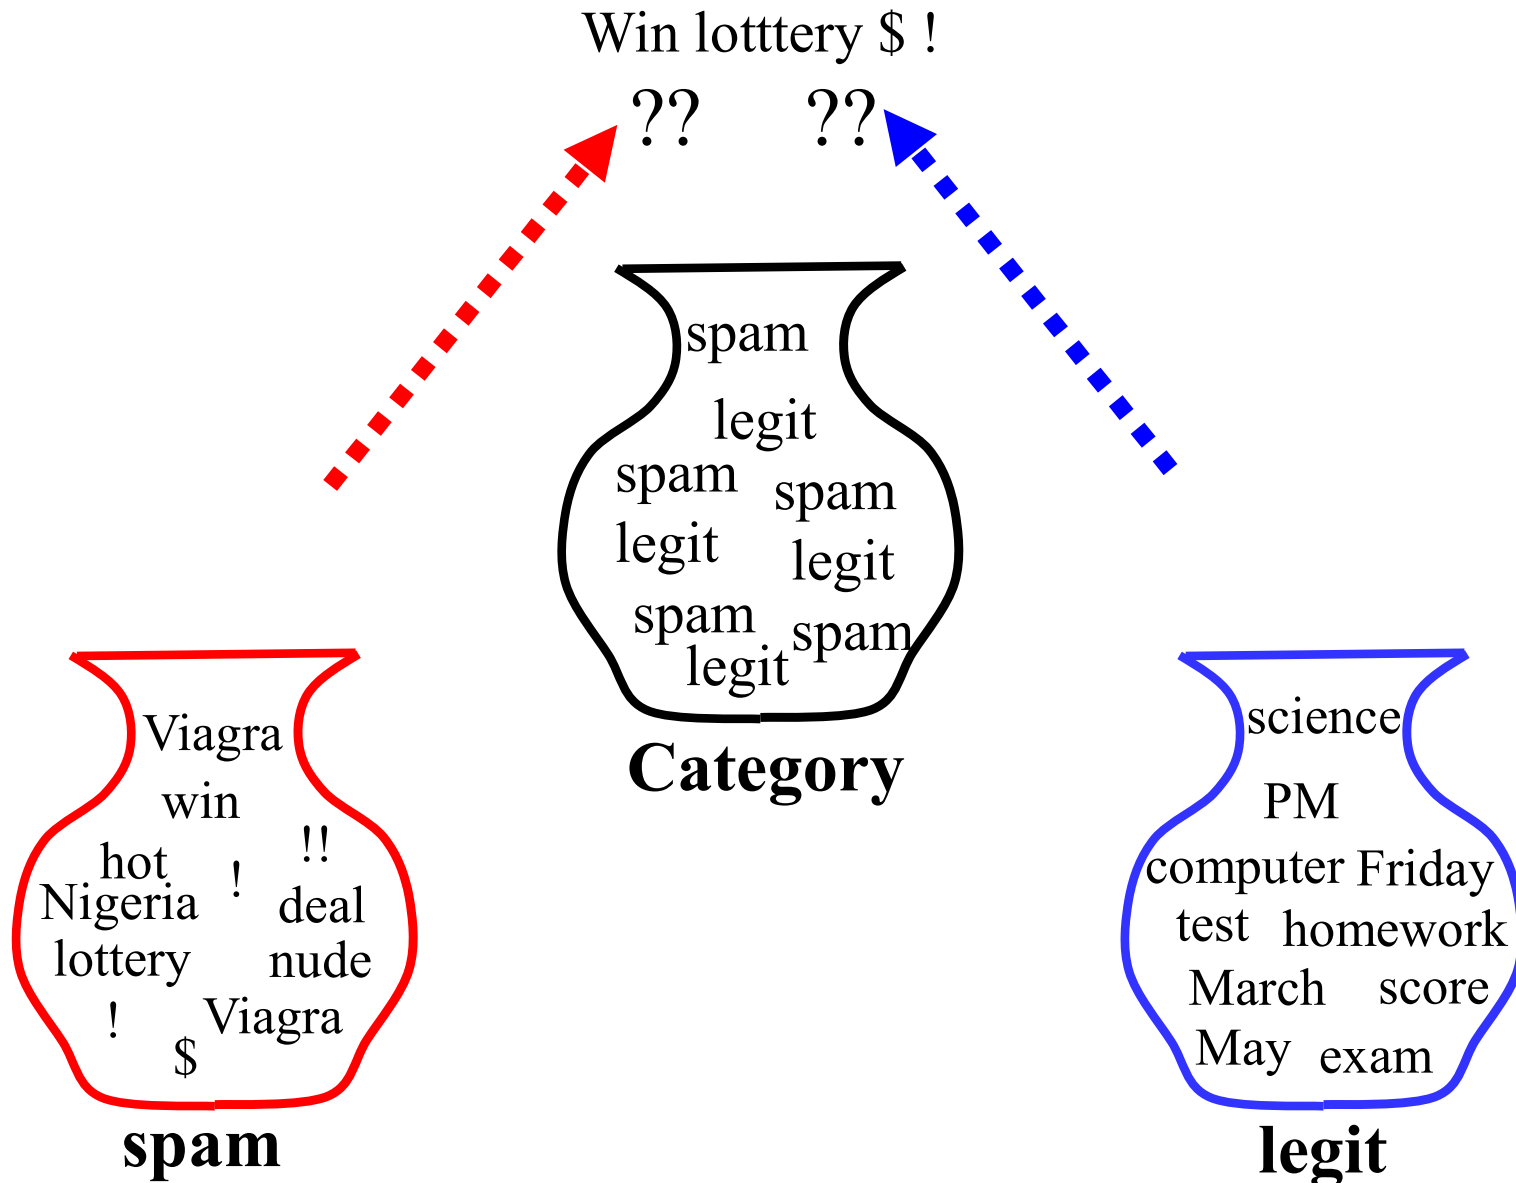 Win lotttery $ !
?? ??
spam
legit
spam spam
legit legit
spam spam
legit
Category
Viagra
win
hot ! !!
Nigeria deal
lottery nude
! Viagra
$
spam
science
PM
computer Friday
test homework
March score
May exam
legit